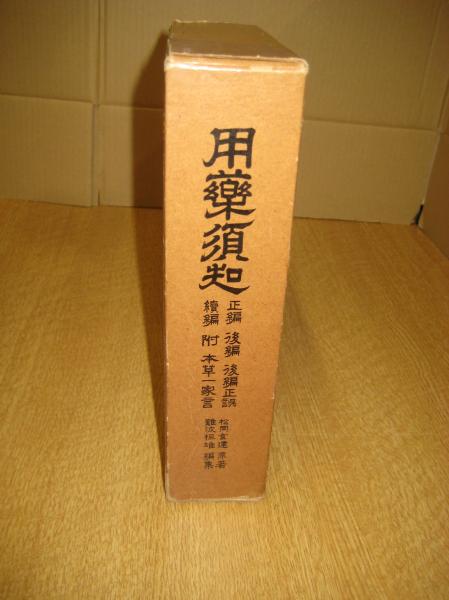 用藥須知
正編 後編 後編正誤
續編 附 本草一家言
松岡玄達 原著
難波恒雄 編集